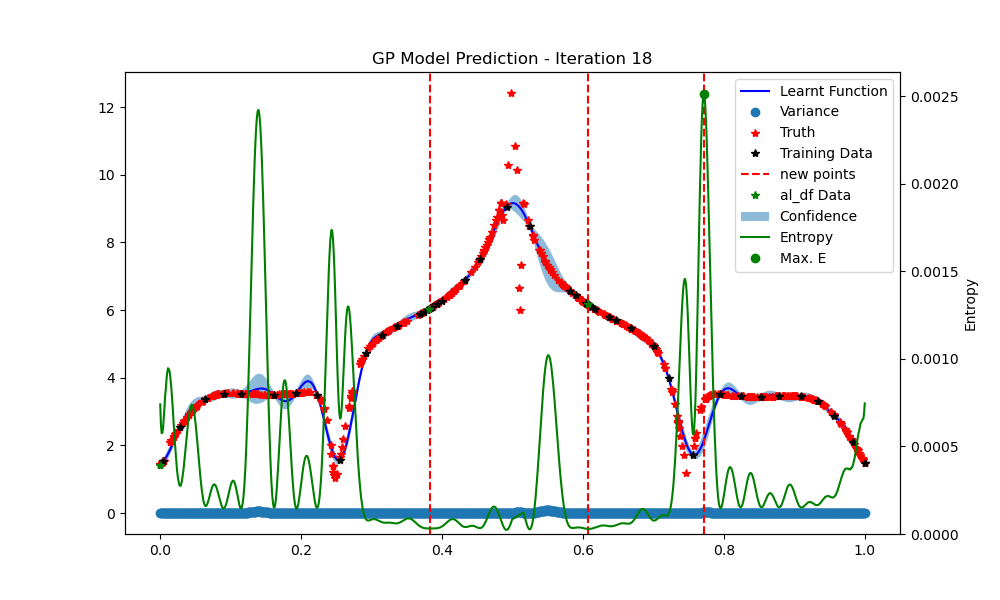 GP Model Prediction - Iteration 18
Learnt Function
Variance
Truth
Training Data
new points
al_df Data
Confidence
Entropy
Max. E
12
10
8
6
4
2
0
0.0025
0.0020
0.0015
0.0010
0.0005
0.0000
Entropy
0.0
0.2
0.4
0.6
0.8
1.0